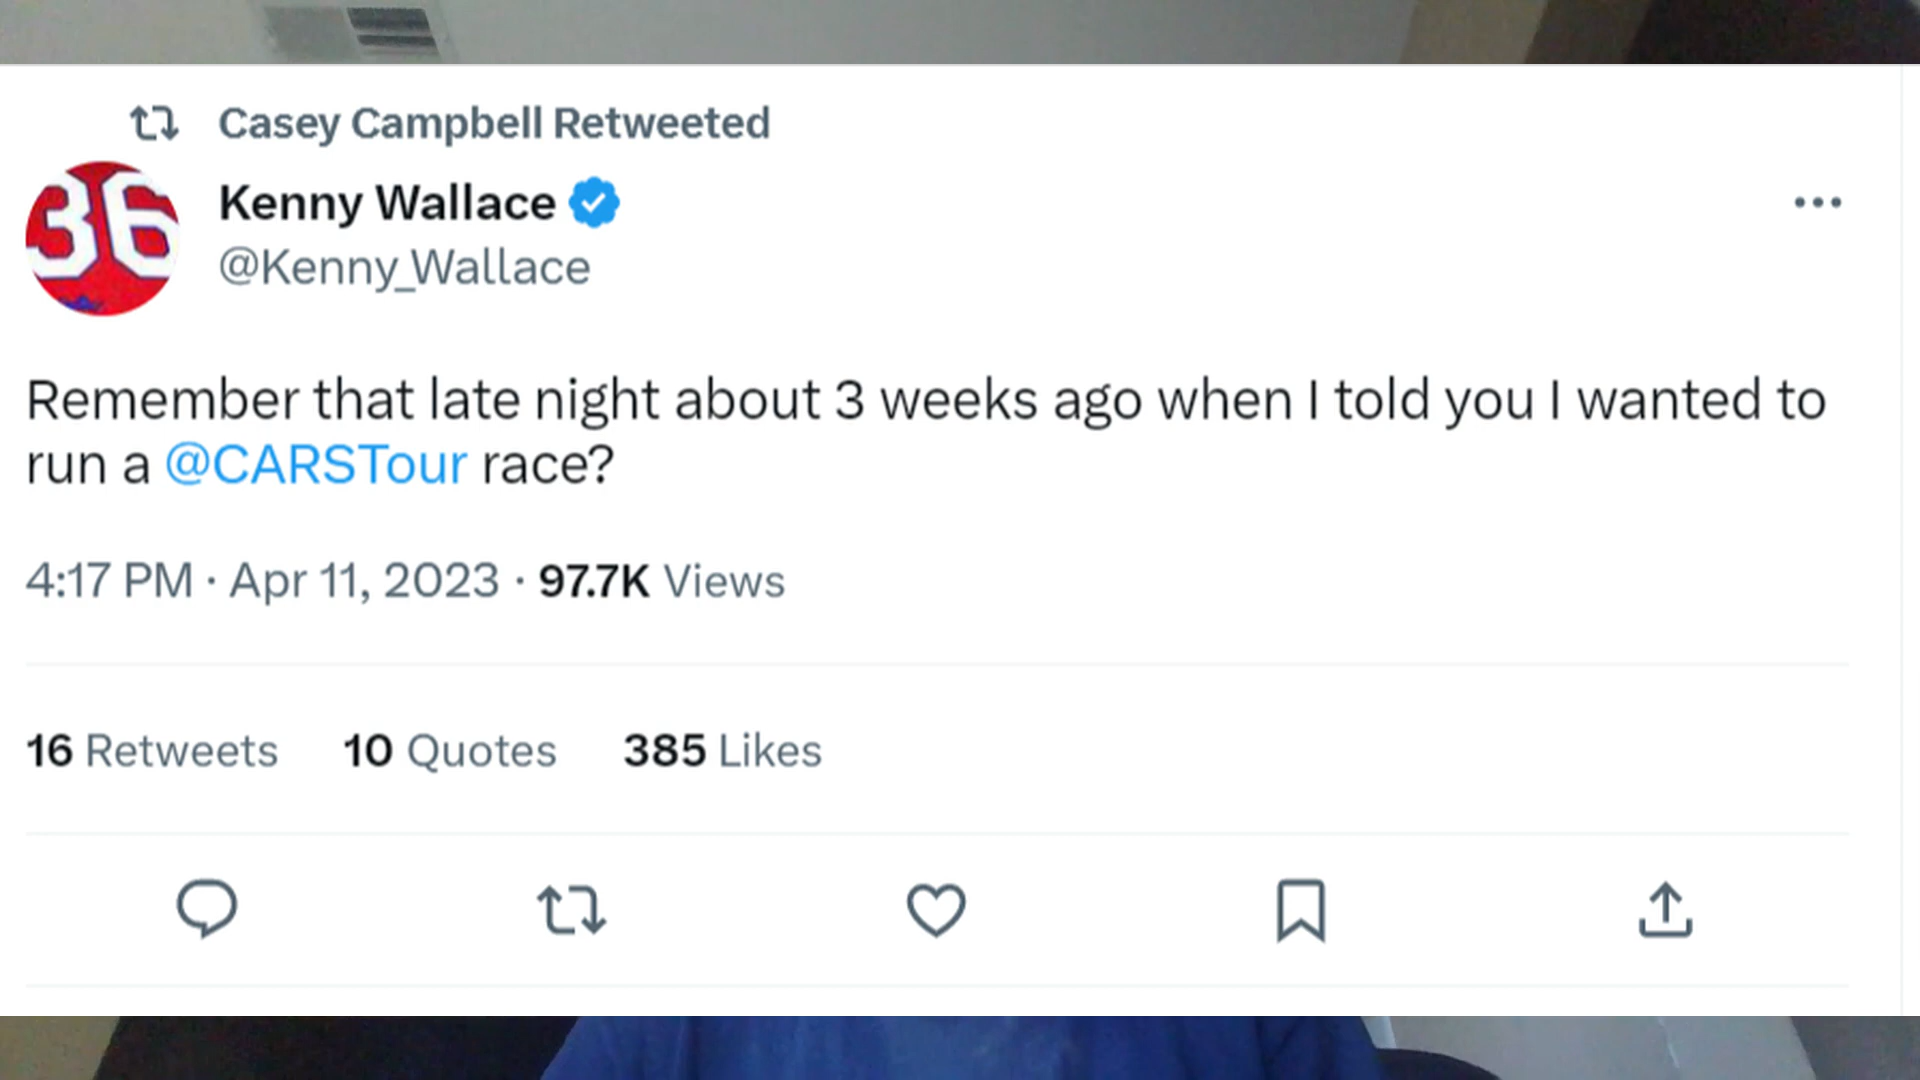 Casey Campbell Retweeted
36
Kenny Wallace
@Kenny_Wallace
Remember that late night about 3 weeks ago when I told you I wanted to
run a @CARSTour race?
4:17 PM · Apr 11, 2023 · 97.7K Views
16 Retweets 10 Quotes 385 Likes